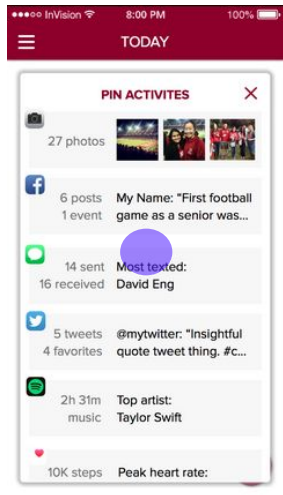 InVision 8:00 PM 100%
TODAY
PIN ACTIVITES
27 photos
6 posts My Name: "First football
1 event game as a senior was...
14 sent Most texted:
16 received David Eng
5 tweets @mytwitter: "Insightful
4 favorites quote tweet thing. #c...
2h 31m Top artist:
music Taylor Swift
10K steps Peak heart rate: